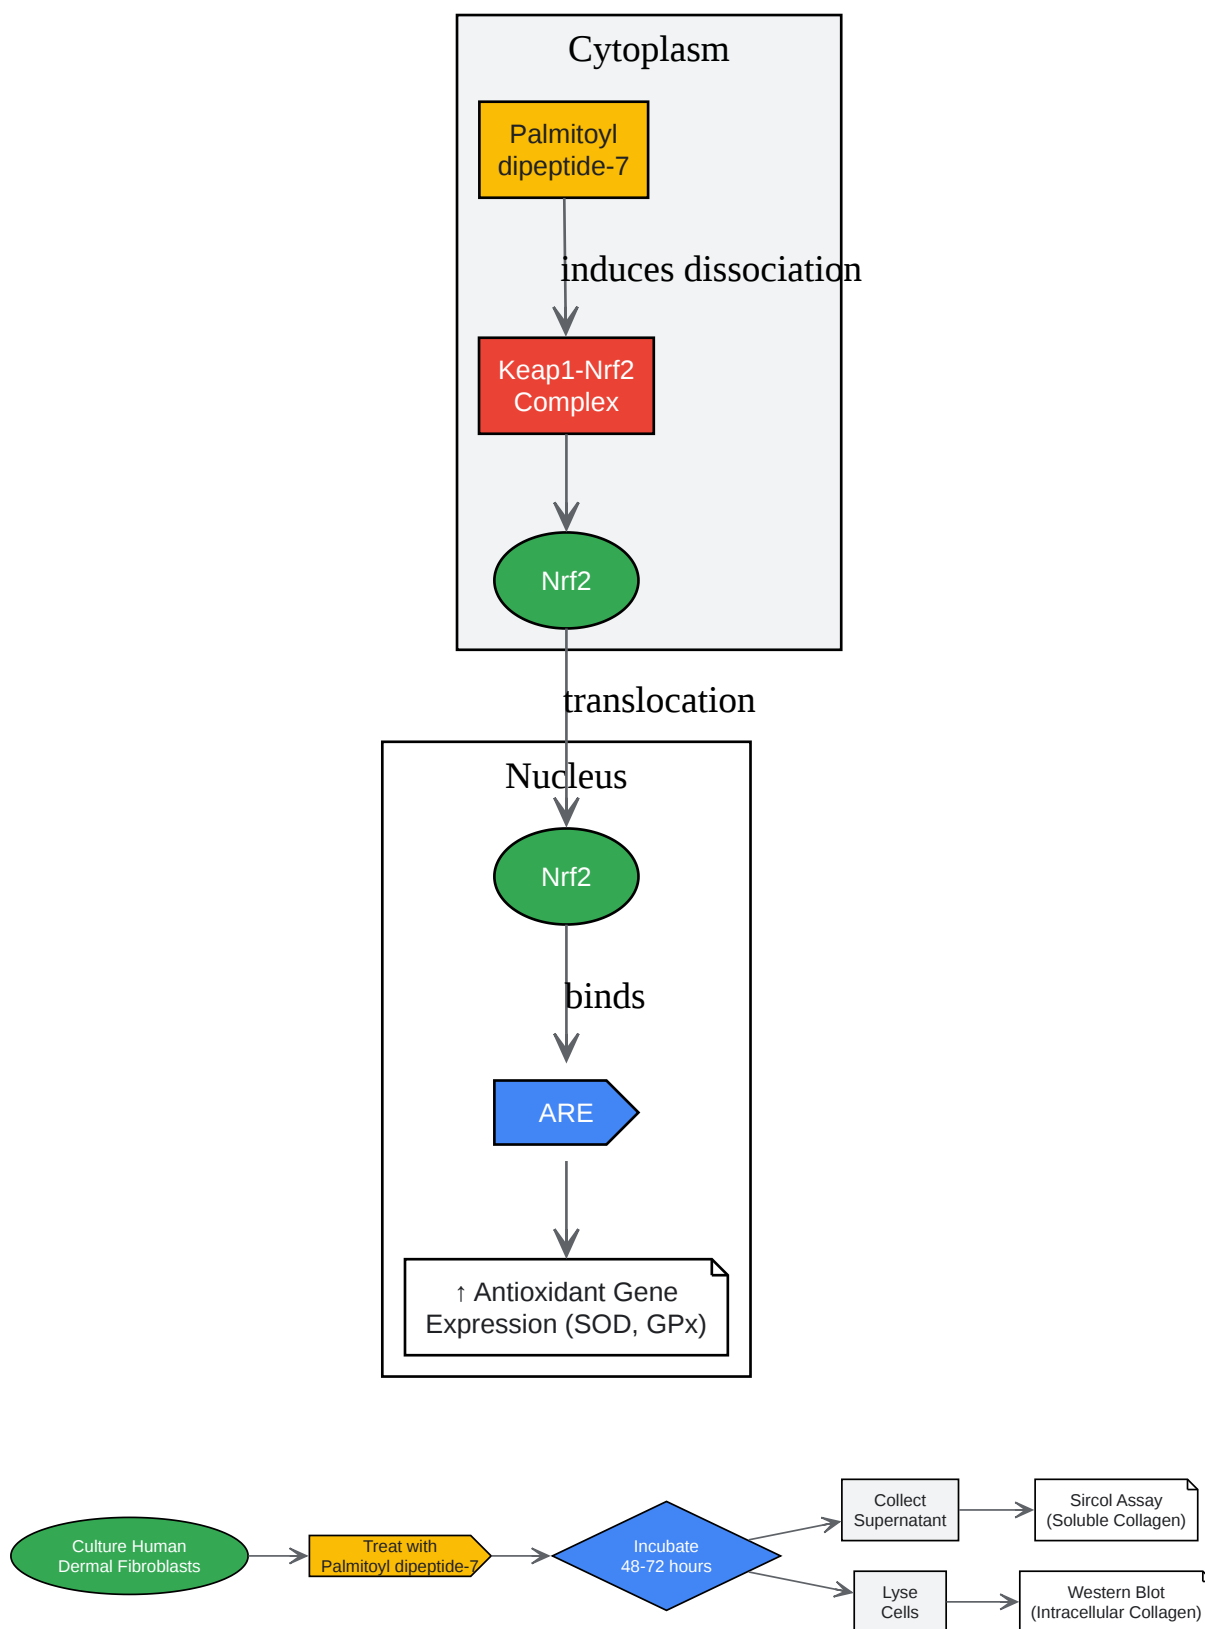 Cytoplasm
Palmitoyl
dipeptide-7
induces dissociation
Keap1-Nrf2
Complex
Nrf2
translocation
Nucleus
Nrf2
binds
ARE
↑ Antioxidant Gene
Expression (SOD, GPx)
Culture Human
Dermal Fibroblasts
Treat with
Palmitoyl dipeptide-7
Incubate
48-72 hours
Collect
Supernatant
Sircol Assay
(Soluble Collagen)
Lyse
Cells
Western Blot
(Intracellular Collagen)